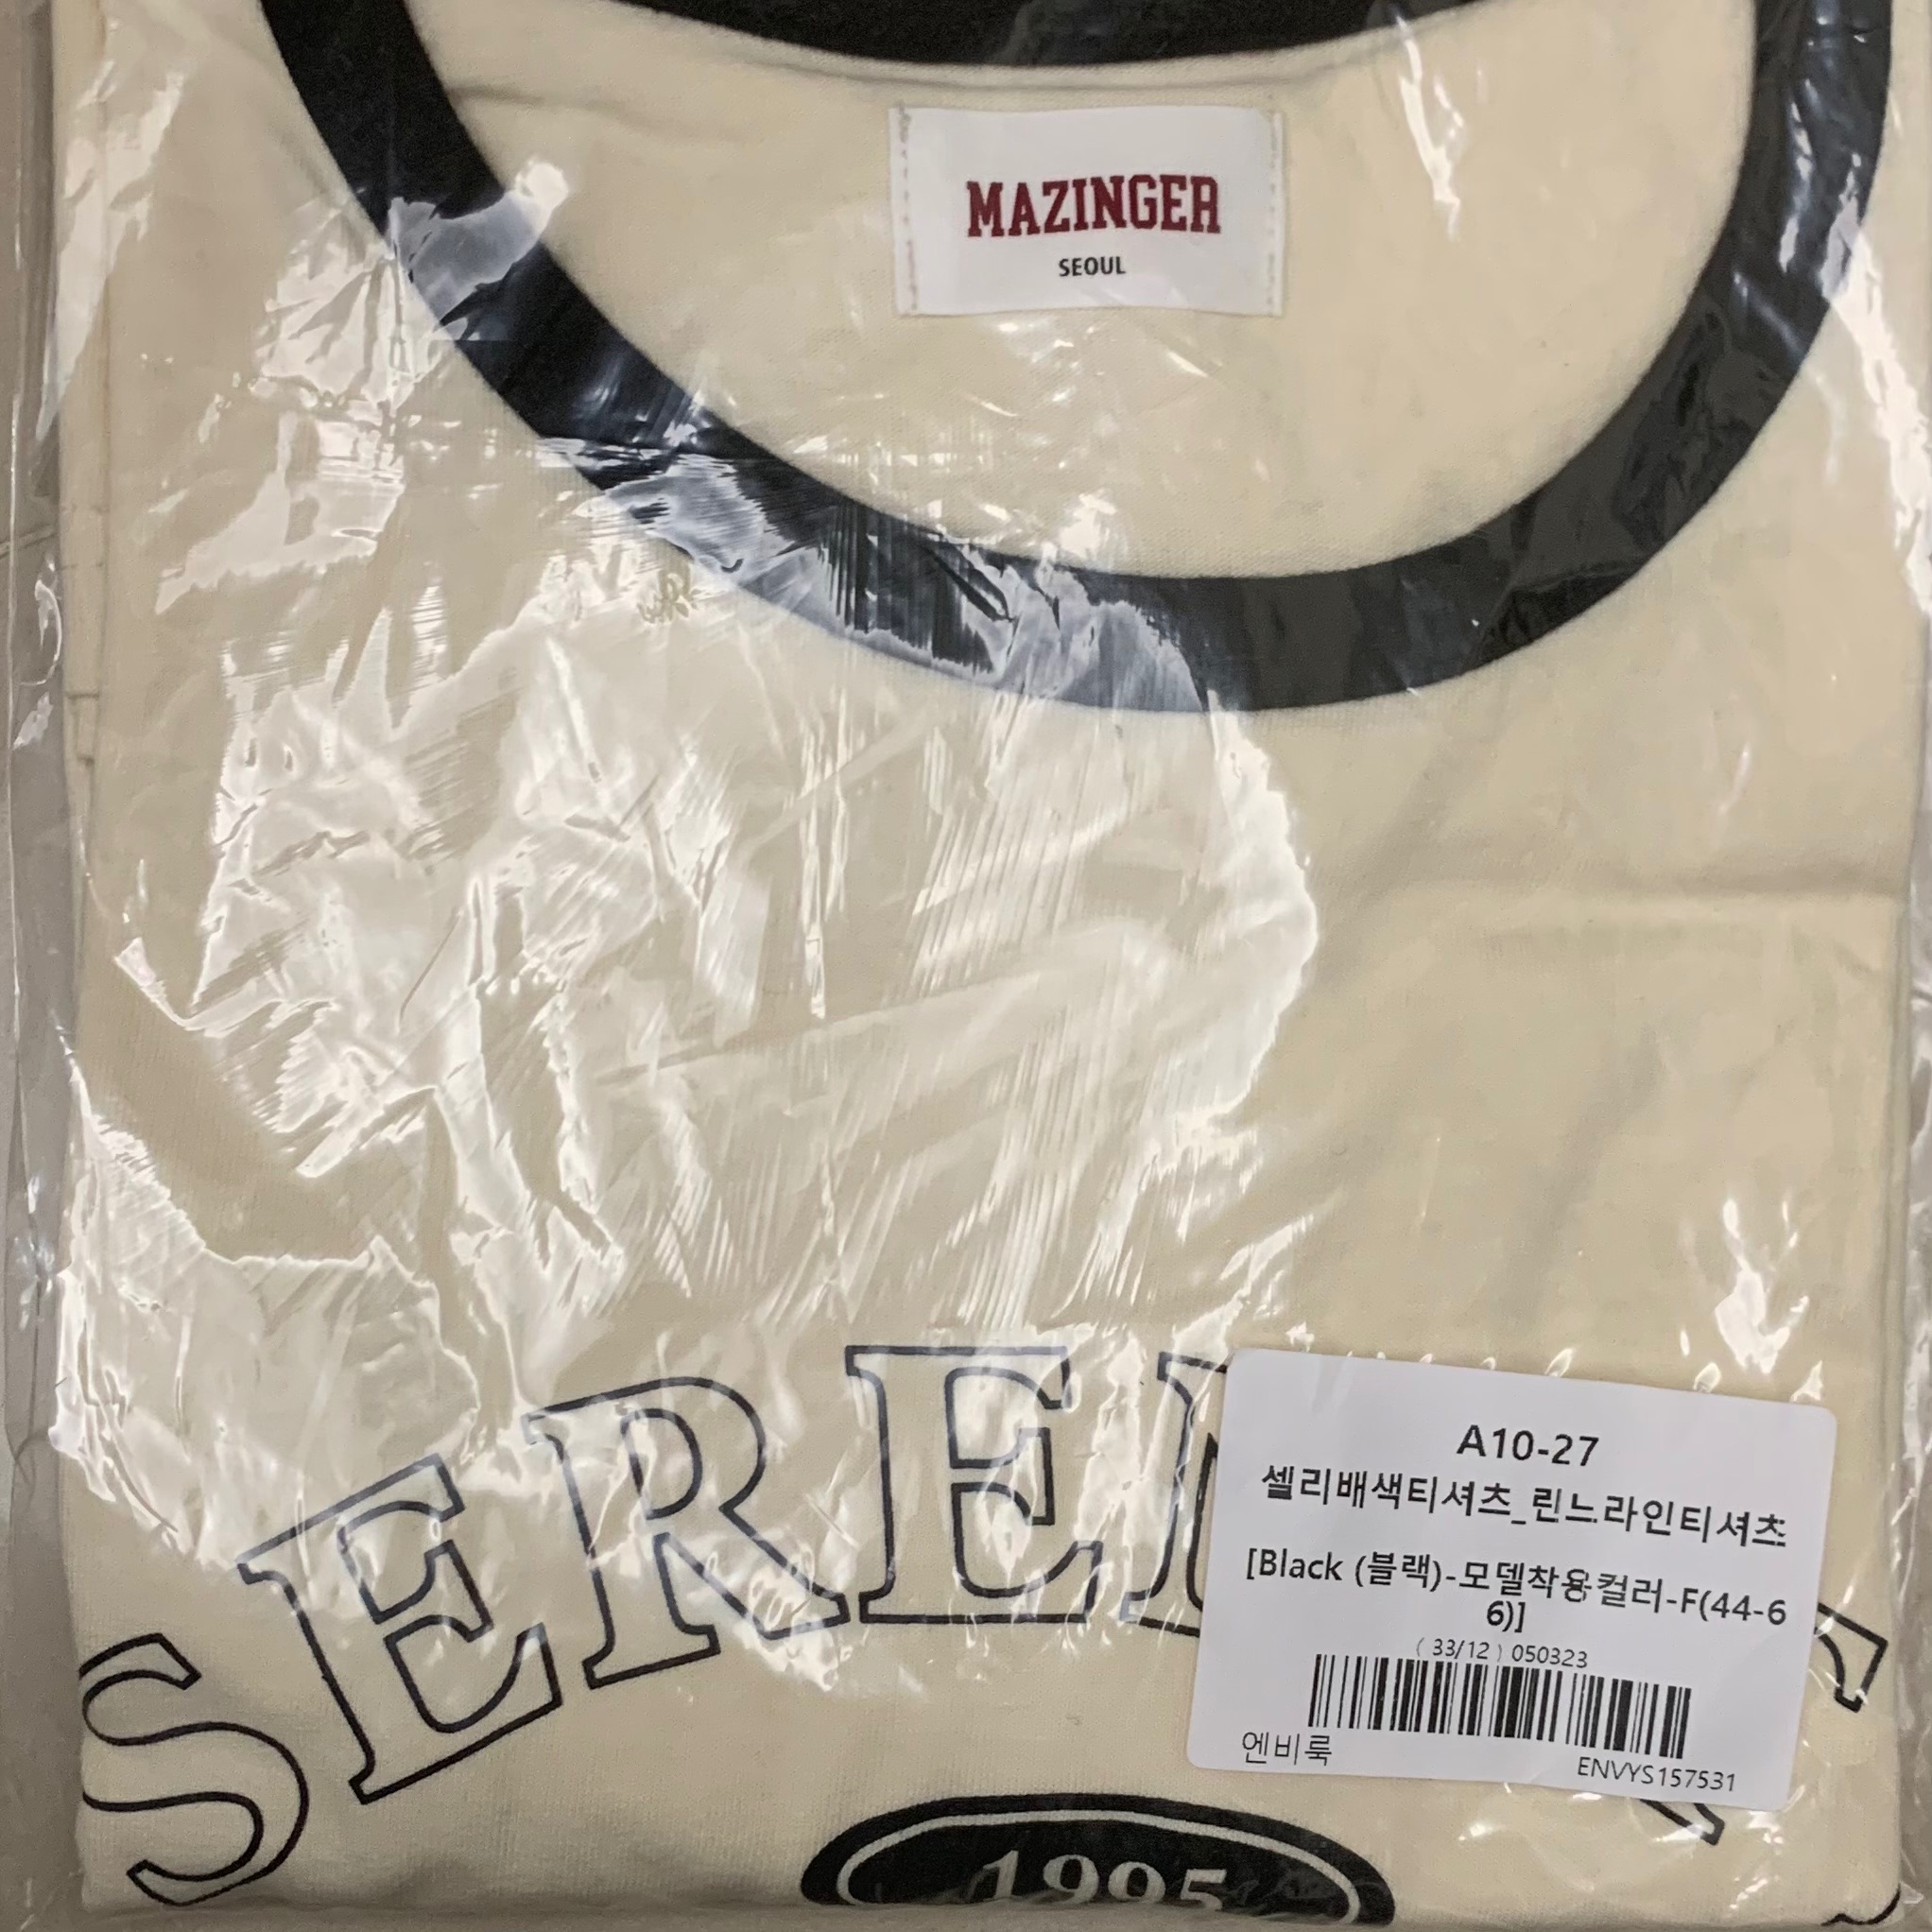 MAZINGER
SEOUL
SERE
A10-27
셀리배색티셔츠_린느라인티셔츠
[Black (블랙)-모델착용컬러-F(44-6
6)]
( 33/12 ) 050323
엔비룩
ENVYS157531
1995